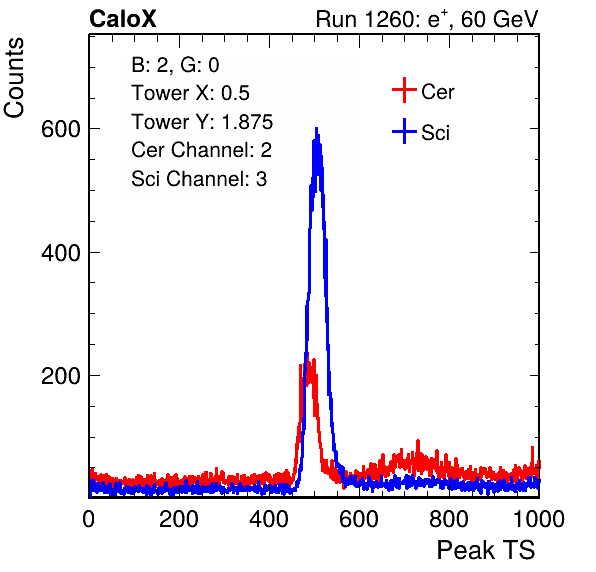 CaloX Run 1260: e⁺, 60 GeV
Counts
B: 2, G: 0
Tower X: 0.5
Tower Y: 1.875
Cer Channel: 2
Sci Channel: 3
Cer
Sci
600
400
200
0 200 400 600 800 1000
Peak TS